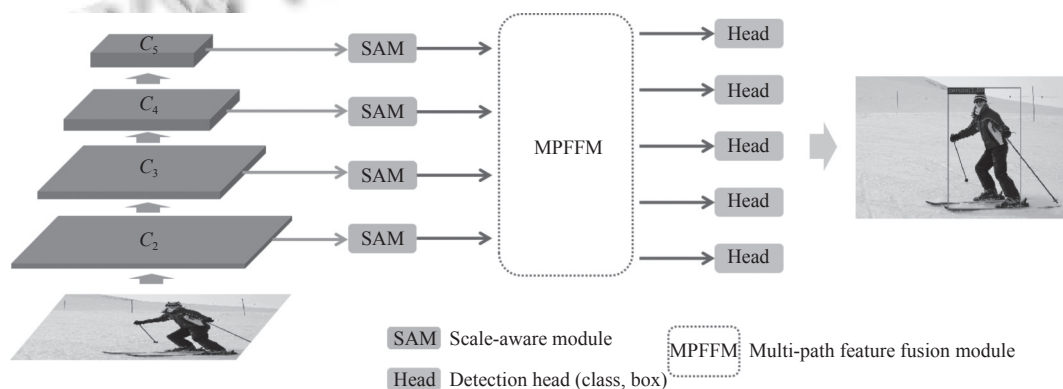 C5 SAM Head
C4 SAM Head
C3 SAM MPFFM Head
C2 SAM Head
Head
SAM Scale-aware module
MPFFM Multi-path feature fusion module
Head Detection head (class, box)